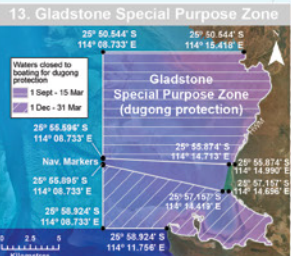 13. Gladstone Special Purpose Zone
25° 50.544' S
114° 08.733' E
25° 50.544' S
114° 15.418' E
Waters closed to
boating for dugong
protection
1 Sept - 15 Mar
1 Dec - 31 Mar
Gladstone
Special Purpose Zone
(dugong protection)
25° 55.594' S
114° 08.733' E
Nav. Markers
25° 55.895' S
114° 08.733' E
25° 55.874' S
114° 14.713' E
25° 55.874' S
114° 14.990' E
25° 57.157' S
114° 14.696' E
25° 57.157' S
114° 14.419' E
25° 58.924' S
114° 08.733' E
25° 58.924' S
114° 11.756' E
0 2.5 5
Kilometres